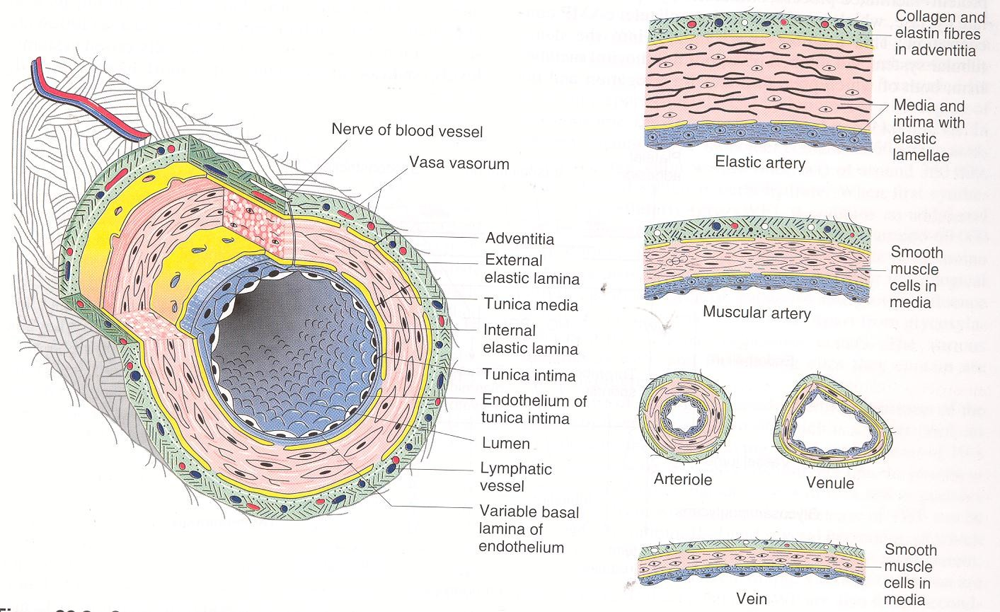 Nerve of blood vessel
Vasa vasorum
Adventitia
External
elastic lamina
Tunica media
Internal
elastic lamina
Tunica intima
Endothelium of
tunica intima
Lumen
Lymphatic
vessel
Variable basal
lamina of
endothelium
Collagen and
elastin fibres
in adventitia
Media and
intima with
elastic
lamellae
Elastic artery
Smooth
muscle
cells in
media
Muscular artery
Arteriole
Venule
Smooth
muscle
cells in
media
Vein